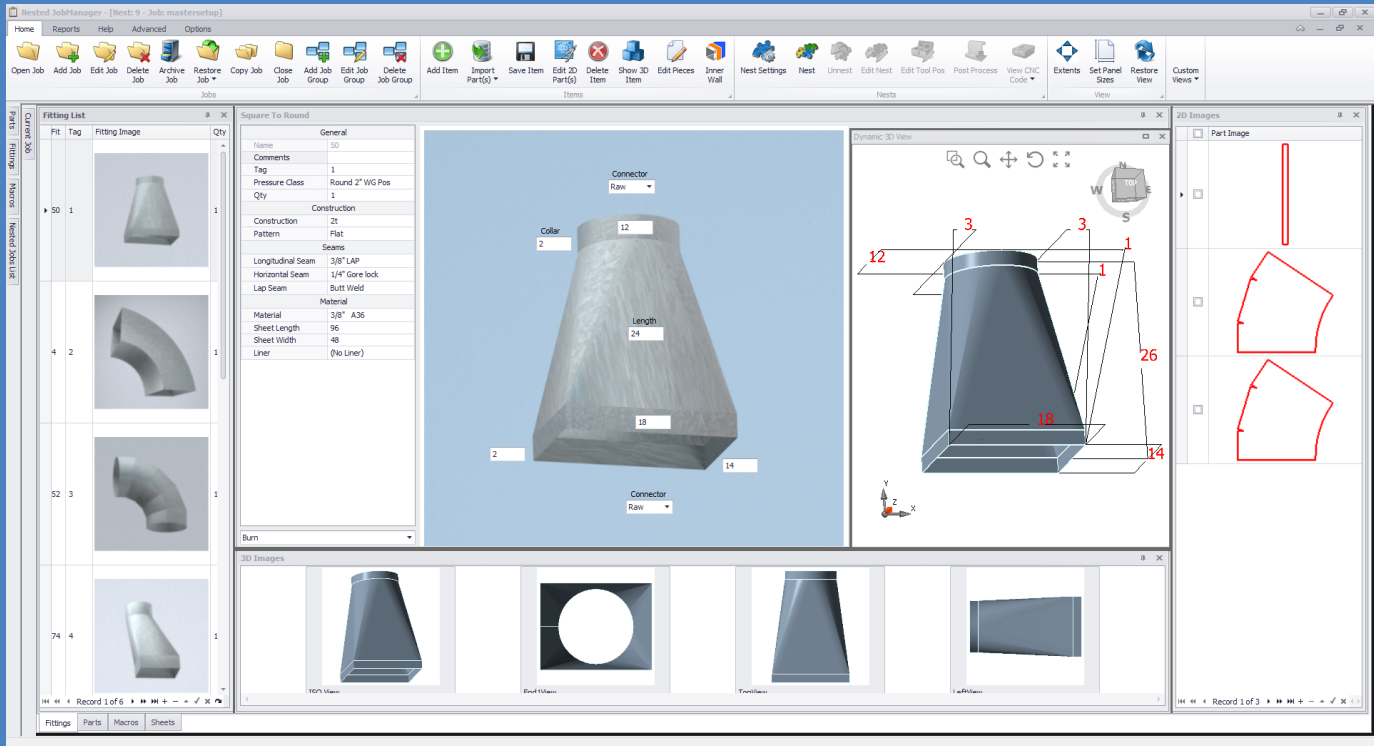 Nested JobManager - [Nest: 9 - Job: mastersetup]
Home Reports Help Advanced Options
Open Job Add Job Edit Job Delete Job Archive Job Restore Job Copy Job Close Job Add Job Group Edit Job Group Delete Job Group
Add Item Import Part(s) Save Item Edit 2D Part(s) Delete Item Show 3D Item Edit Pieces Inner Wall
Nest Settings Nest Unnest Edit Nest Edit Tool Pos Post Process View CNC Code
Extents Set Panel Sizes Restore View Custom Views
Jobs Items Nests View
Parts
Fittings
Macros
Nested Jobs List
Current Job
Fitting List
Fit Tag Fitting Image Qty
50 1 1
4 2 1
52 3 1
74 4 1
Record 1 of 6
Fittings Parts Macros Sheets
Square To Round
General
Name 50
Comments
Tag 1
Pressure Class Round 2" WG Pos
Qty 1
Construction
Construction 2t
Pattern Flat
Seams
Longitudinal Seam 3/8" LAP
Horizontal Seam 1/4" Gore lock
Lap Seam Butt Weld
Material
Material 3/8" A36
Sheet Length 96
Sheet Width 48
Liner (No Liner)
Burn
Connector
Raw
Collar
2
12
Length
24
18
2
14
Connector
Raw
Dynamic 3D View
N
W TOP E
S
3 3
1
12
1
26
18
14
Y
Z
X
3D Images
ISO View End1View TopView LeftView
2D Images
Part Image
Record 1 of 3